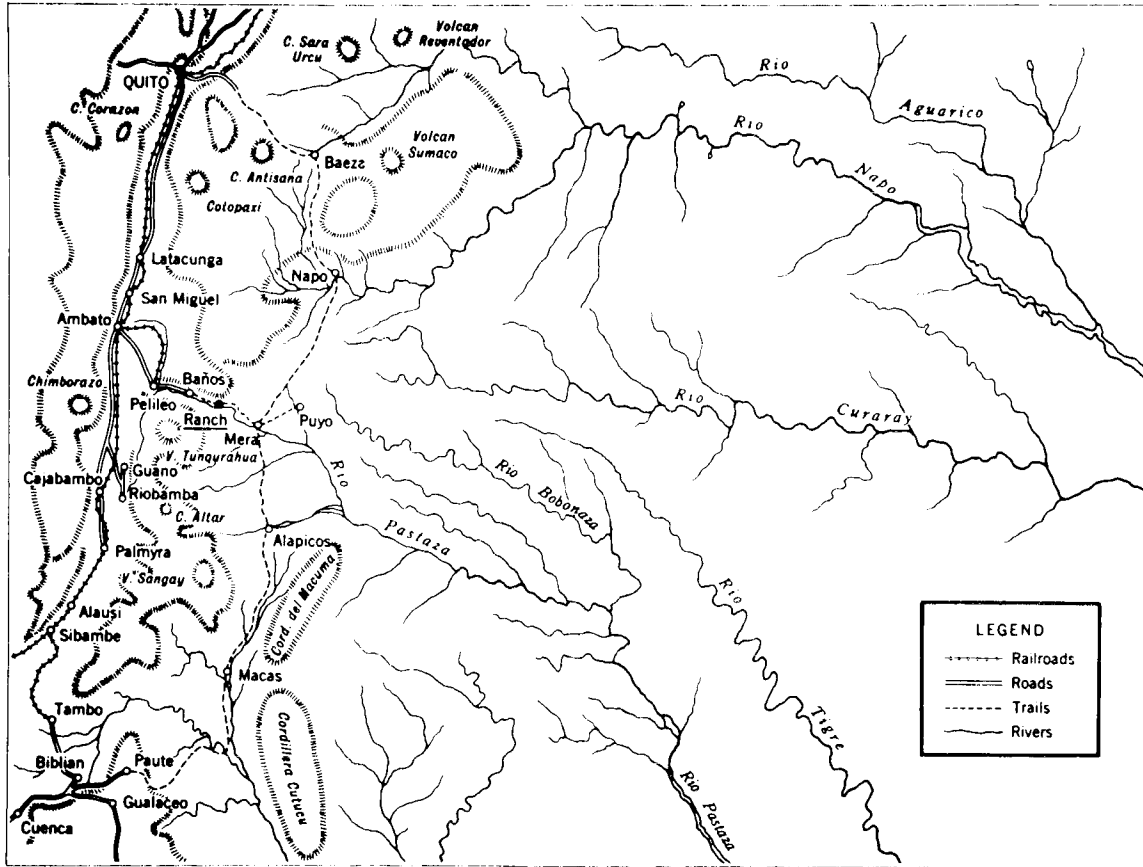 QUITO
C. Corazon
C. Sara
Urcu
Volcan
Reventador
Rio
Aguarico
Rio
Napo
Volcan
Sumaco
Baeza
C. Antisana
Cotopaxi
Latacunga
Napo
San Miguel
Ambato
Chimborazo
Baños
Pelileo
Ranch
Mera
Puyo
Rio
Curaray
V. Tungurahua
Guano
Cajabambo
Riobamba
C. Altar
Rio
Pastaza
Rio
Bobonaza
Alapicos
Palmyra
V. Sangay
Cord. del Macuma
Rio
Tigre
Alausi
Sibambe
Macas
Tambo
Biblian
Paute
Gualaceo
Cuenca
Cordillera Cutucu
Rio Pastaza
LEGEND
Railroads
Roads
Trails
Rivers